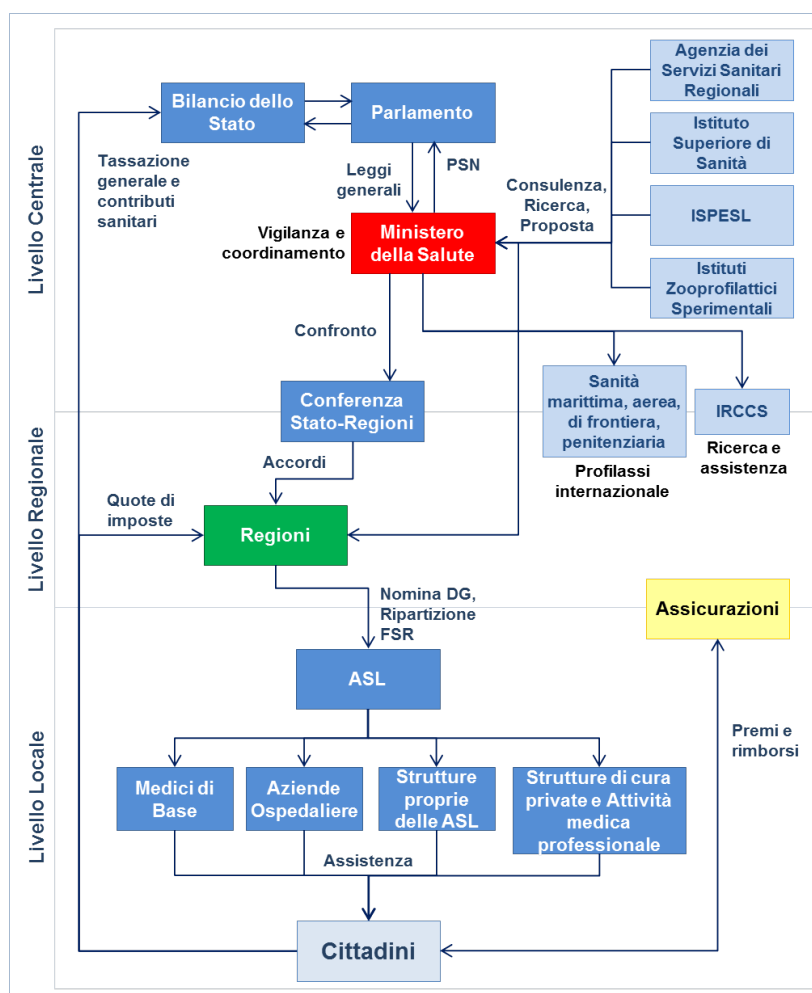 Livello Centrale
Bilancio dello
Stato
Parlamento
Agenzia dei
Servizi Sanitari
Regionali
Istituto
Superiore di
Sanità
ISPESL
Istituti
Zooprofilattici
Sperimentali
Tassazione
generale e
contributi
sanitari
Leggi
generali
PSN
Consulenza,
Ricerca,
Proposta
Vigilanza e
coordinamento
Ministero
della Salute
Confronto
Livello Regionale
Conferenza
Stato-Regioni
Sanità
marittima, aerea,
di frontiera,
penitenziaria
IRCCS
Profilassi
internazionale
Ricerca e
assistenza
Accordi
Quote di
imposte
Regioni
Livello Locale
Nomina DG,
Ripartizione
FSR
Assicurazioni
ASL
Premi e
rimborsi
Medici di
Base
Aziende
Ospedaliere
Strutture
proprie
delle ASL
Strutture di cura
private e Attività
medica
professionale
Assistenza
Cittadini